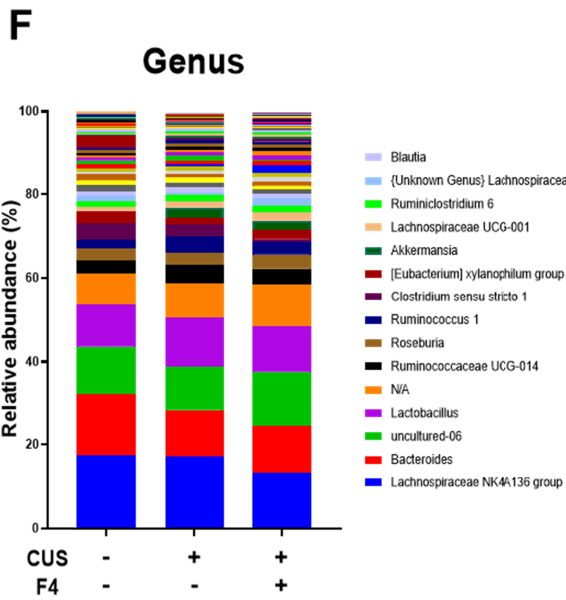 F
Genus
Relative abundance (%)
100
80
60
40
20
0
Blautia
{Unknown Genus} Lachnospiracea
Ruminiclostridium 6
Lachnospiraceae UCG-001
Akkermansia
[Eubacterium] xylanophilum group
Clostridium sensu stricto 1
Ruminococcus 1
Roseburia
Ruminococcaceae UCG-014
N/A
Lactobacillus
uncultured-06
Bacteroides
Lachnospiraceae NK4A136 group
CUS - + +
F4 - - +